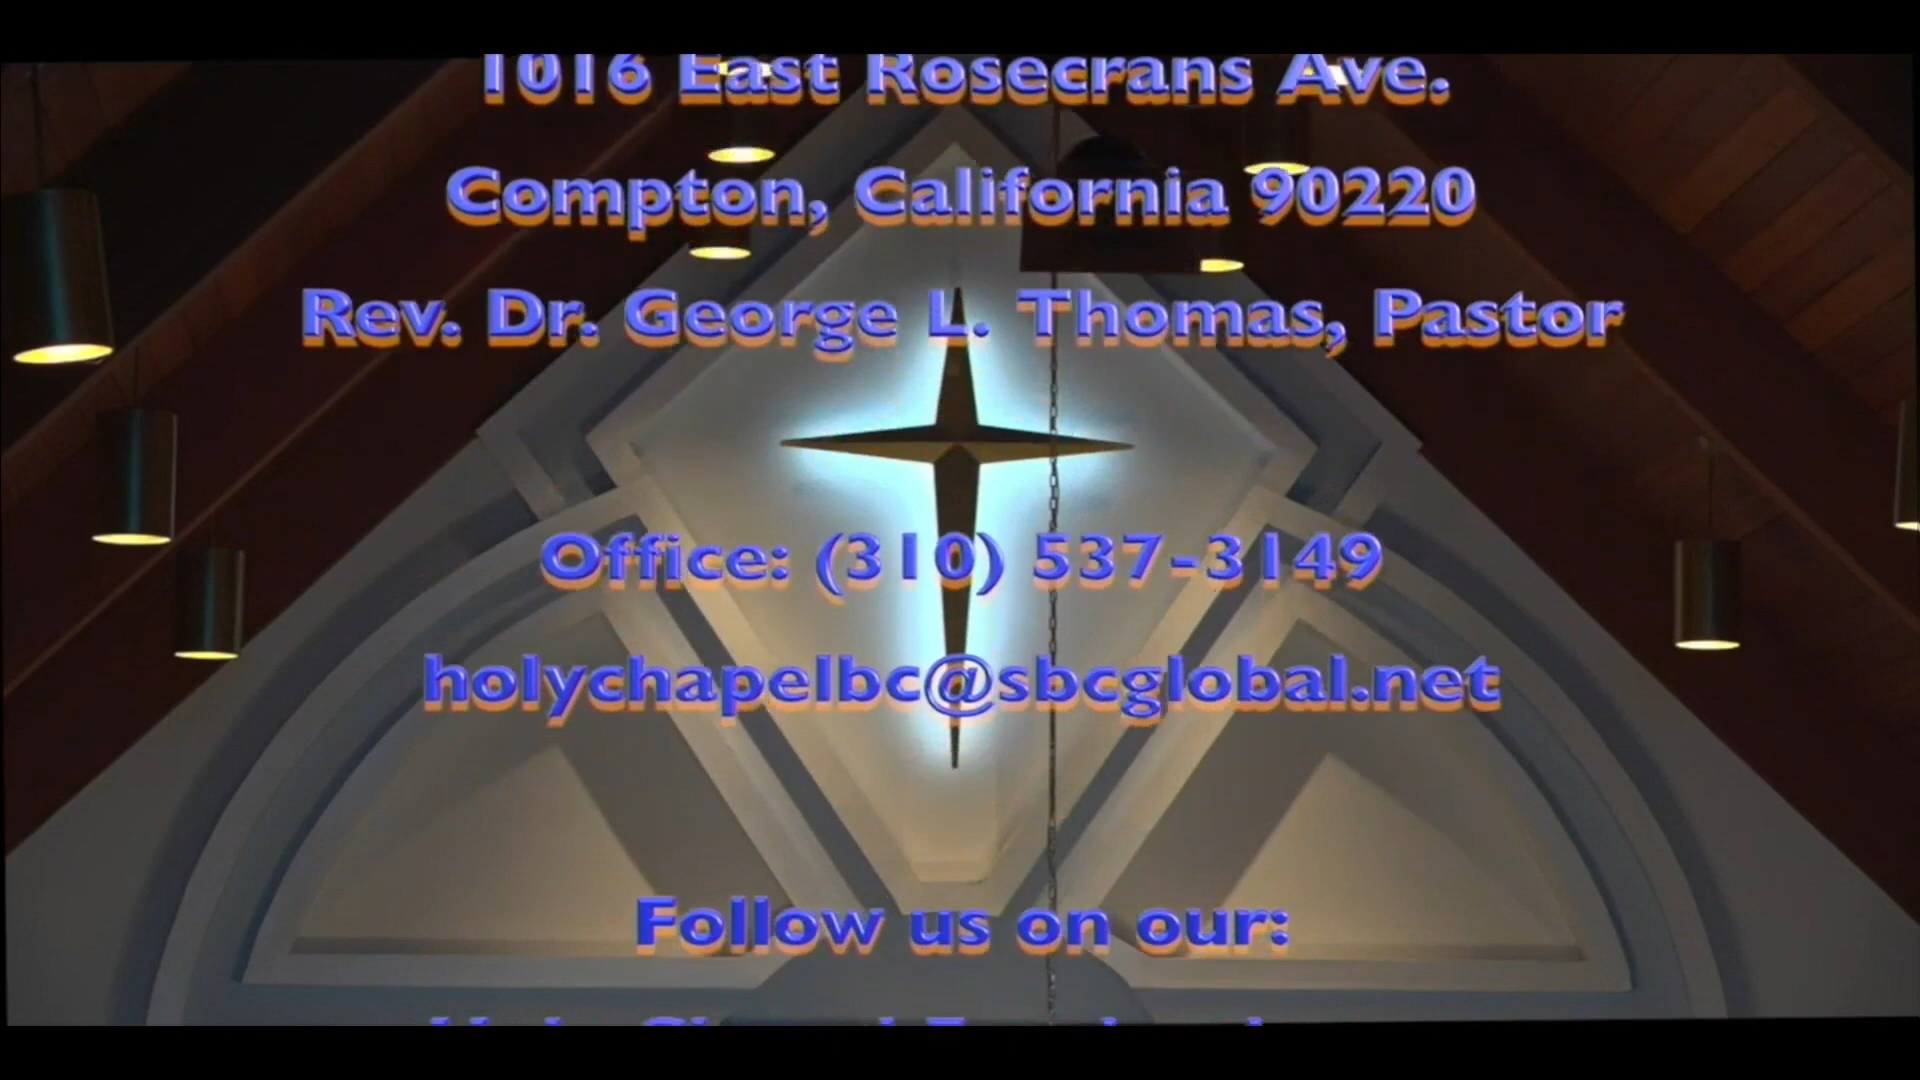 1016 East Rosecrans Ave.
Compton, California 90220
Rev. Dr. George L. Thomas, Pastor
Office: (310) 537-3149
holychapelbc@sbcglobal.net
Follow us on our: